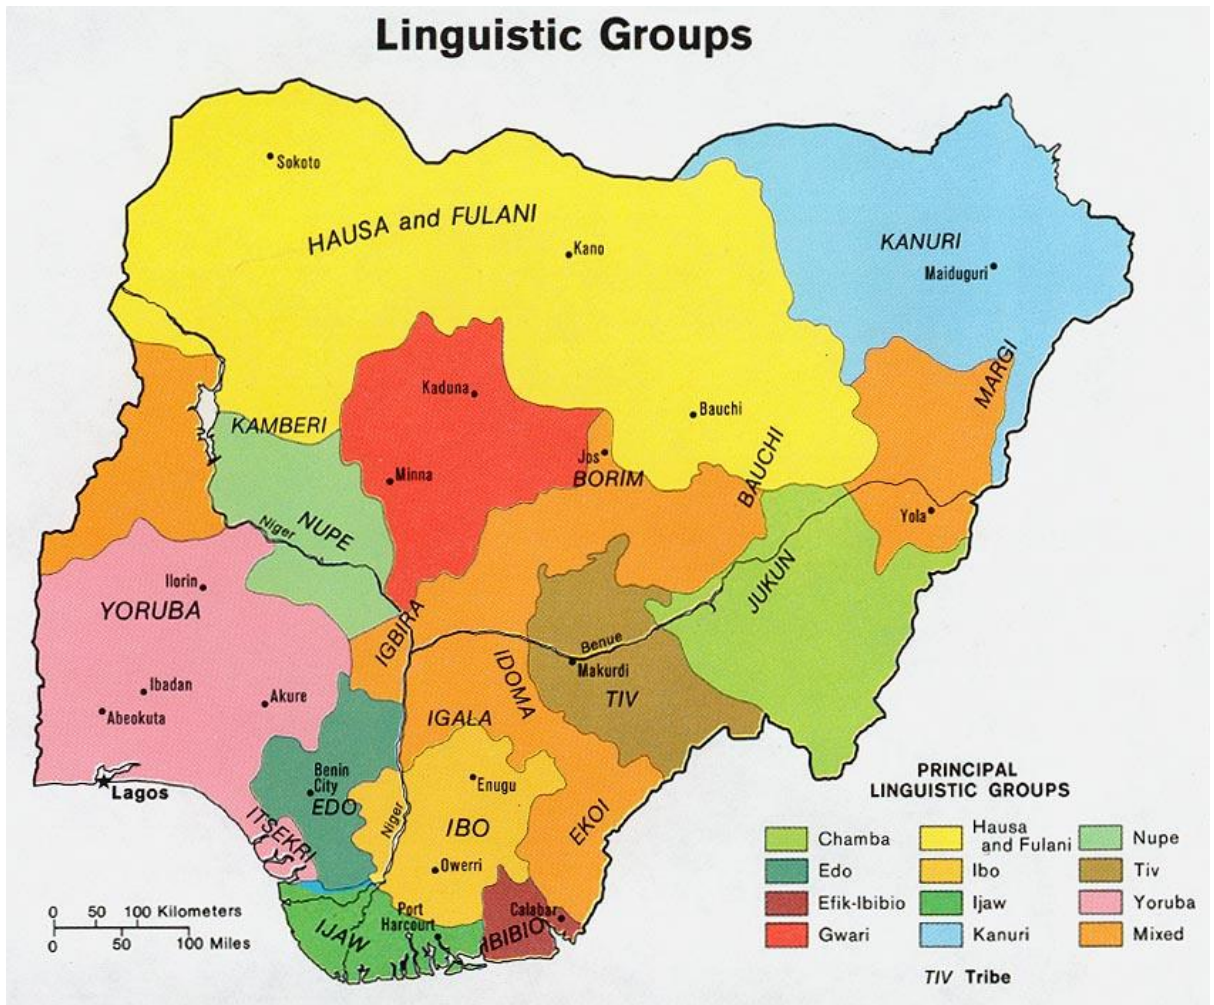 Linguistic Groups
Sokoto
HAUSA and FULANI
Kano
KANURI
Maiduguri
MARGI
Kaduna
Bauchi
KAMBERI
BAUCHI
Jos
BORIM
Minna
Yola
Niger
NUPE
JUKUN
Ilorin
YORUBA
IGBIRA
Benue
Makurdi
IDOMA
TIV
Ibadan
Akure
Abeokuta
IGALA
Lagos
Benin
City
EDO
Enugu
Niger
IBO
EKOI
ITSEKRI
Owerri
Port
Harcourt
Calabar
IBIBIO
IJAW
0 50 100 Kilometers
0 50 100 Miles
PRINCIPAL
LINGUISTIC GROUPS
Chamba
Edo
Efik-Ibibio
Gwari
Hausa
and Fulani
Ibo
Ijaw
Kanuri
Nupe
Tiv
Yoruba
Mixed
TIV Tribe